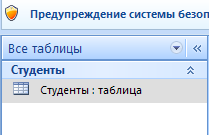 Предупреждение системы безоп
Все таблицы
Студенты
Студенты : таблица